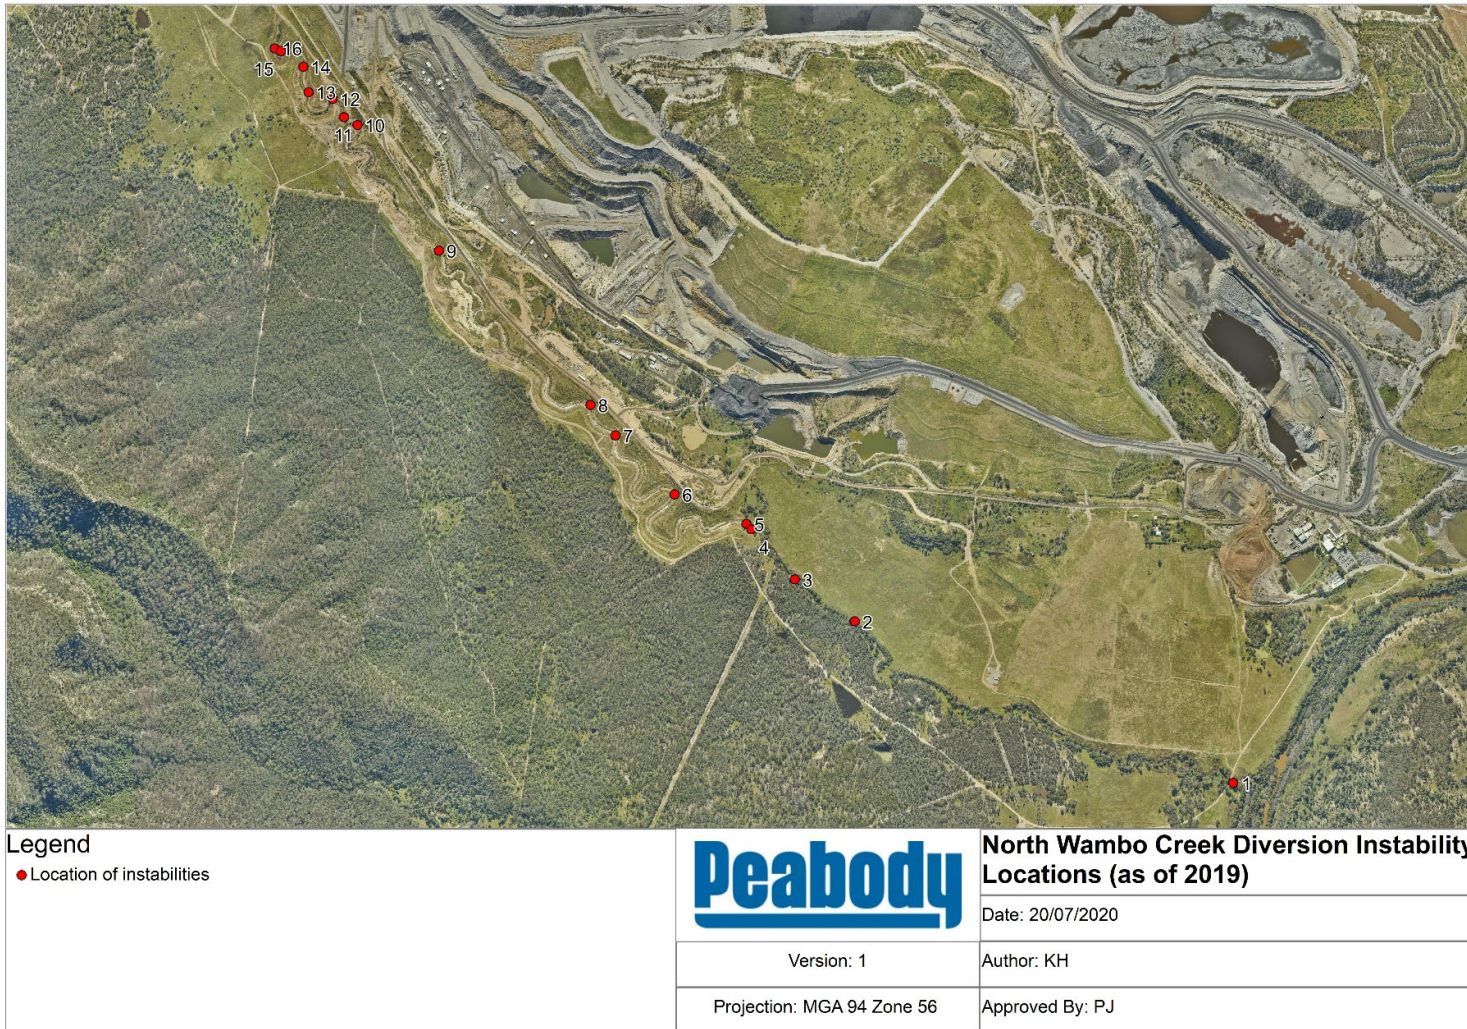 16
15
14
13
12
11
10
9
8
7
6
5
4
3
2
1
Legend
Location of instabilities
Peabody
North Wambo Creek Diversion Instability
Locations (as of 2019)
Date: 20/07/2020
Version: 1
Author: KH
Projection: MGA 94 Zone 56
Approved By: PJ